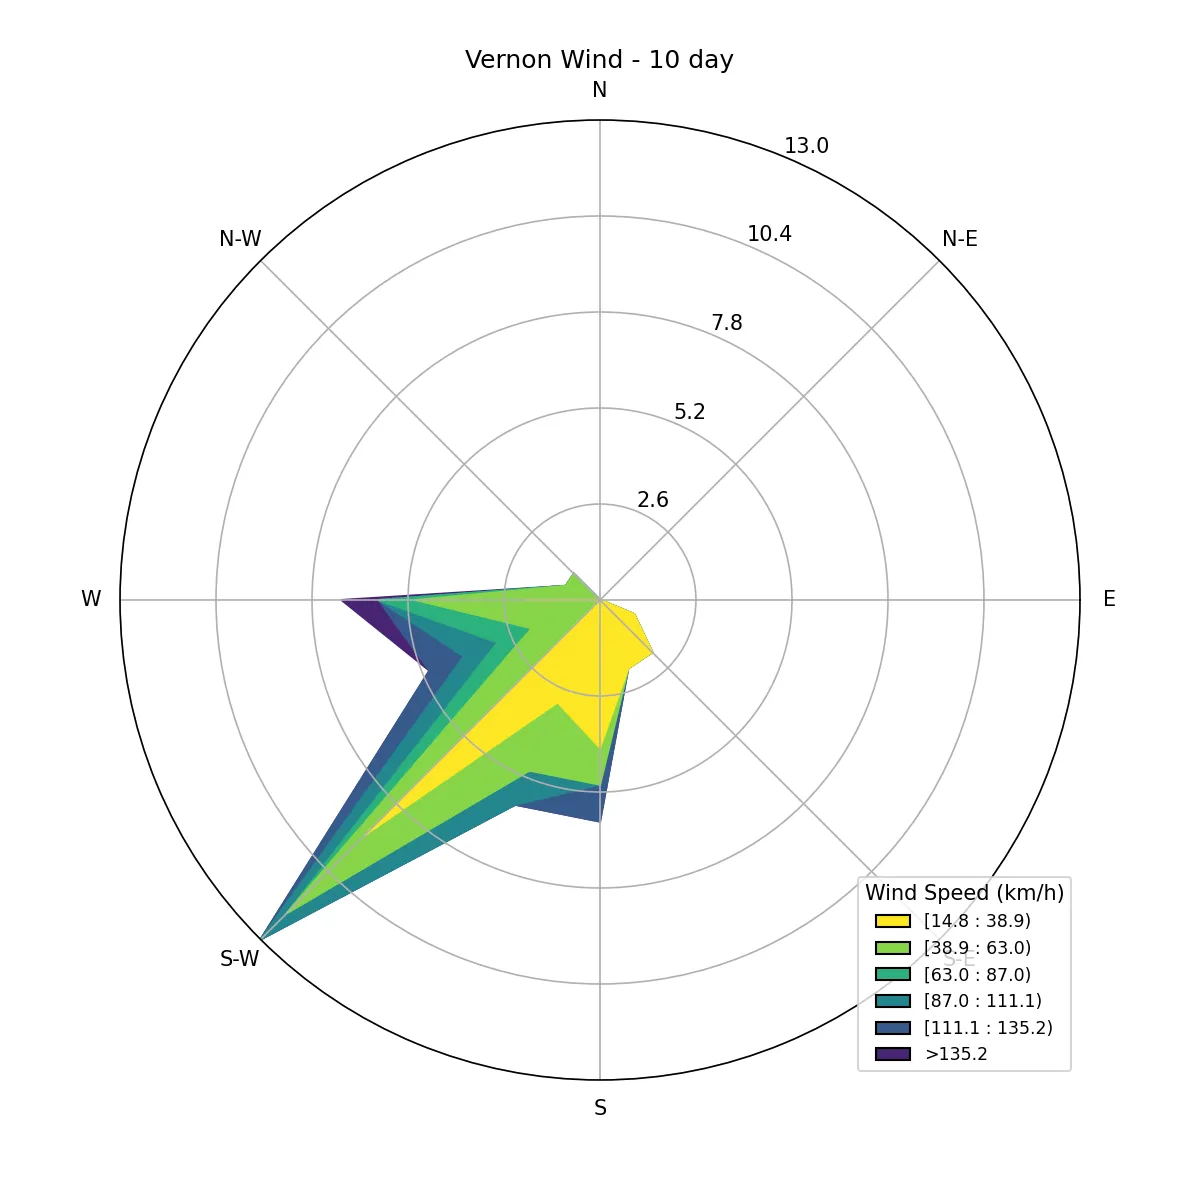 Vernon Wind - 10 day
N
13.0
N-W
10.4
N-E
7.8
5.2
2.6
W
E
S-W
S-E
S
Wind Speed (km/h)
[14.8 : 38.9)
[38.9 : 63.0)
[63.0 : 87.0)
[87.0 : 111.1)
[111.1 : 135.2)
>135.2